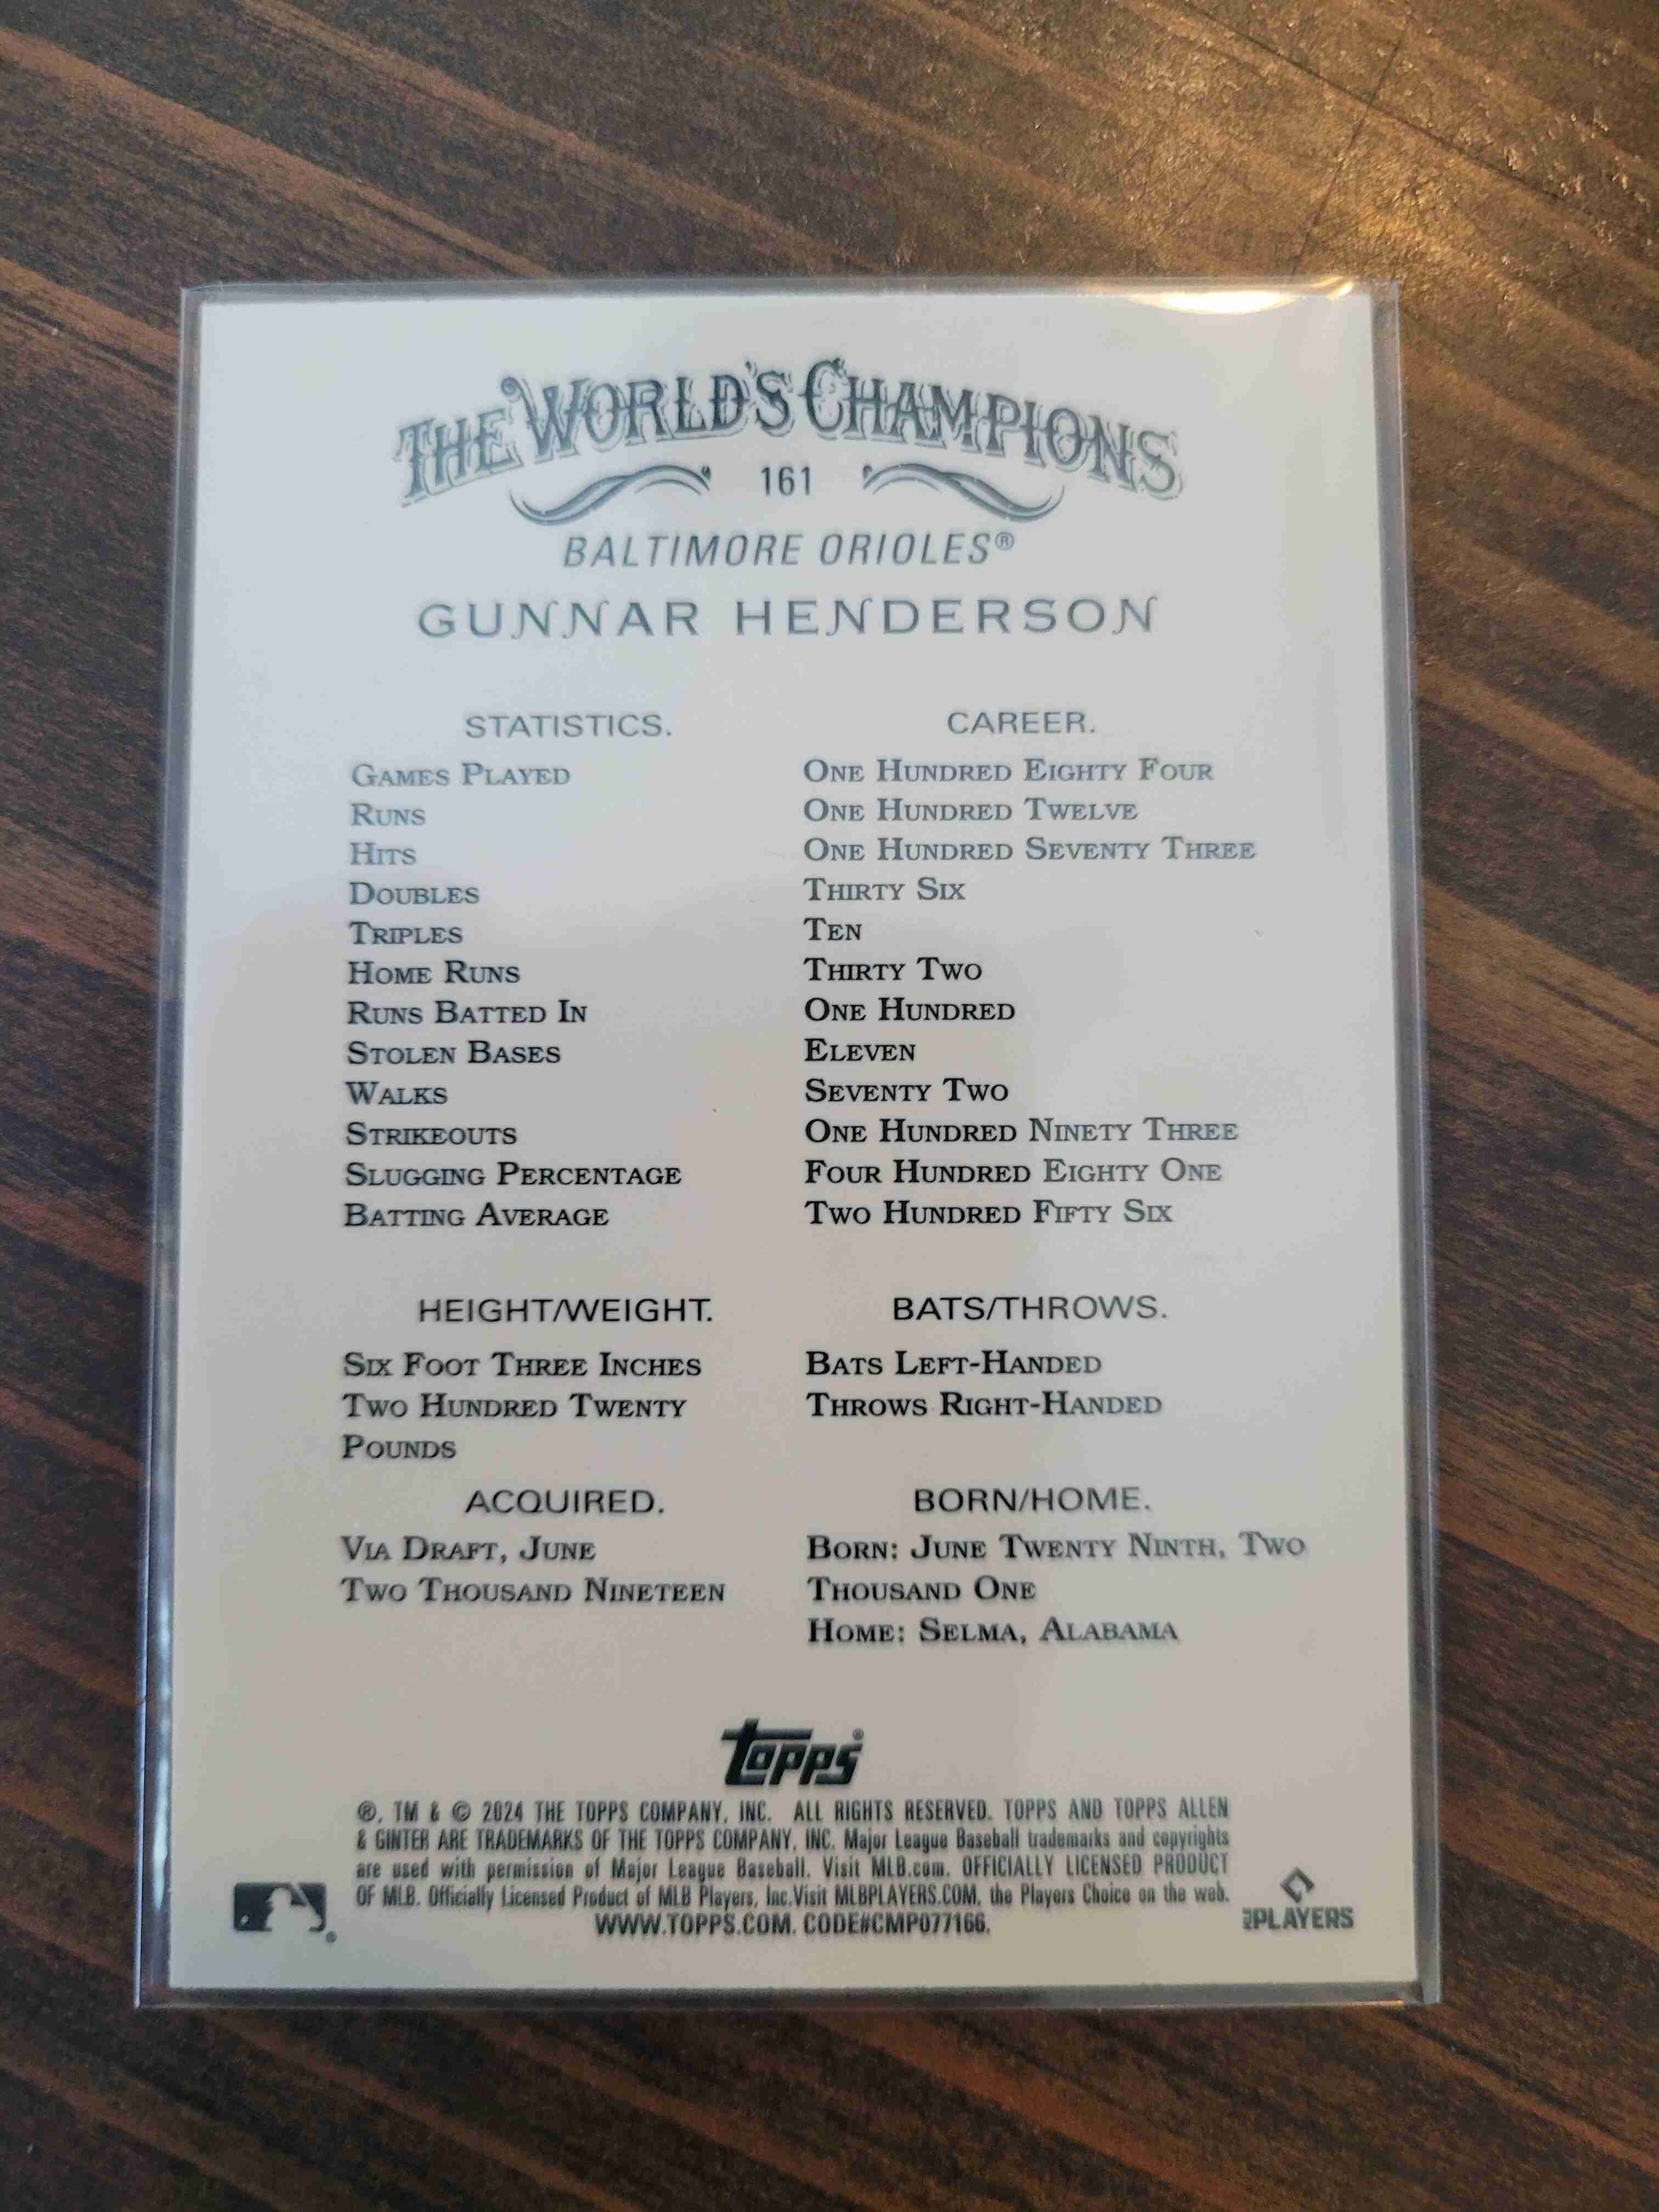 THE WORLD'S CHAMPIONS
161
BALTIMORE ORIOLES®
GUNNAR HENDERSON
STATISTICS. CAREER.
GAMES PLAYED ONE HUNDRED EIGHTY FOUR
RUNS ONE HUNDRED TWELVE
HITS ONE HUNDRED SEVENTY THREE
DOUBLES THIRTY SIX
TRIPLES TEN
HOME RUNS THIRTY TWO
RUNS BATTED IN ONE HUNDRED
STOLEN BASES ELEVEN
WALKS SEVENTY TWO
STRIKEOUTS ONE HUNDRED NINETY THREE
SLUGGING PERCENTAGE FOUR HUNDRED EIGHTY ONE
BATTING AVERAGE TWO HUNDRED FIFTY SIX
HEIGHT/WEIGHT.
SIX FOOT THREE INCHES
TWO HUNDRED TWENTY
POUNDS
BATS/THROWS.
BATS LEFT-HANDED
THROWS RIGHT-HANDED
ACQUIRED.
VIA DRAFT, JUNE
TWO THOUSAND NINETEEN
BORN/HOME.
BORN: JUNE TWENTY NINTH, TWO
THOUSAND ONE
HOME: SELMA, ALABAMA
topps®
®, TM & © 2024 THE TOPPS COMPANY, INC. ALL RIGHTS RESERVED. TOPPS AND TOPPS ALLEN
& GINTER ARE TRADEMARKS OF THE TOPPS COMPANY, INC. Major League Baseball trademarks and copyrights
are used with permission of Major League Baseball. Visit MLB.com. OFFICIALLY LICENSED PRODUCT
OF MLB. Officially Licensed Product of MLB Players, Inc.Visit MLBPLAYERS.COM, the Players Choice on the web.
WWW.TOPPS.COM. CODE#CMP077166.
PLAYERS